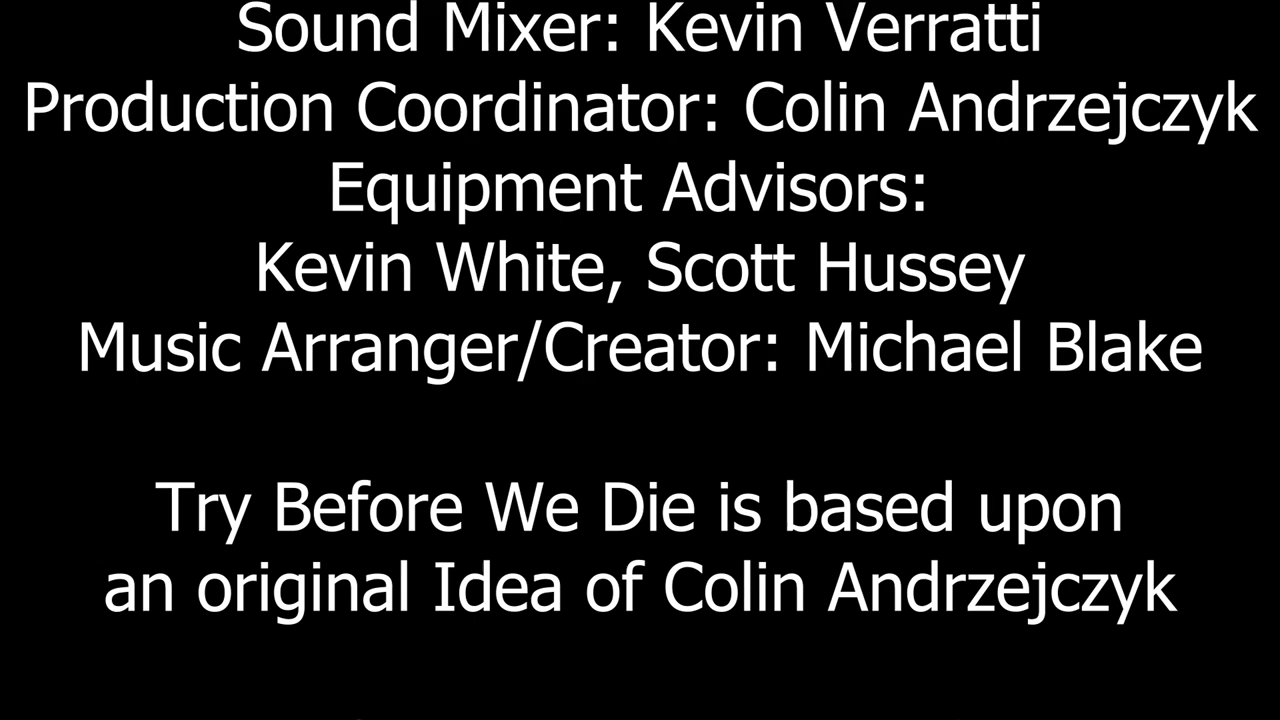 Sound Mixer: Kevin Verratti
Production Coordinator: Colin Andrzejczyk
Equipment Advisors:
Kevin White, Scott Hussey
Music Arranger/Creator: Michael Blake
Try Before We Die is based upon
an original Idea of Colin Andrzejczyk